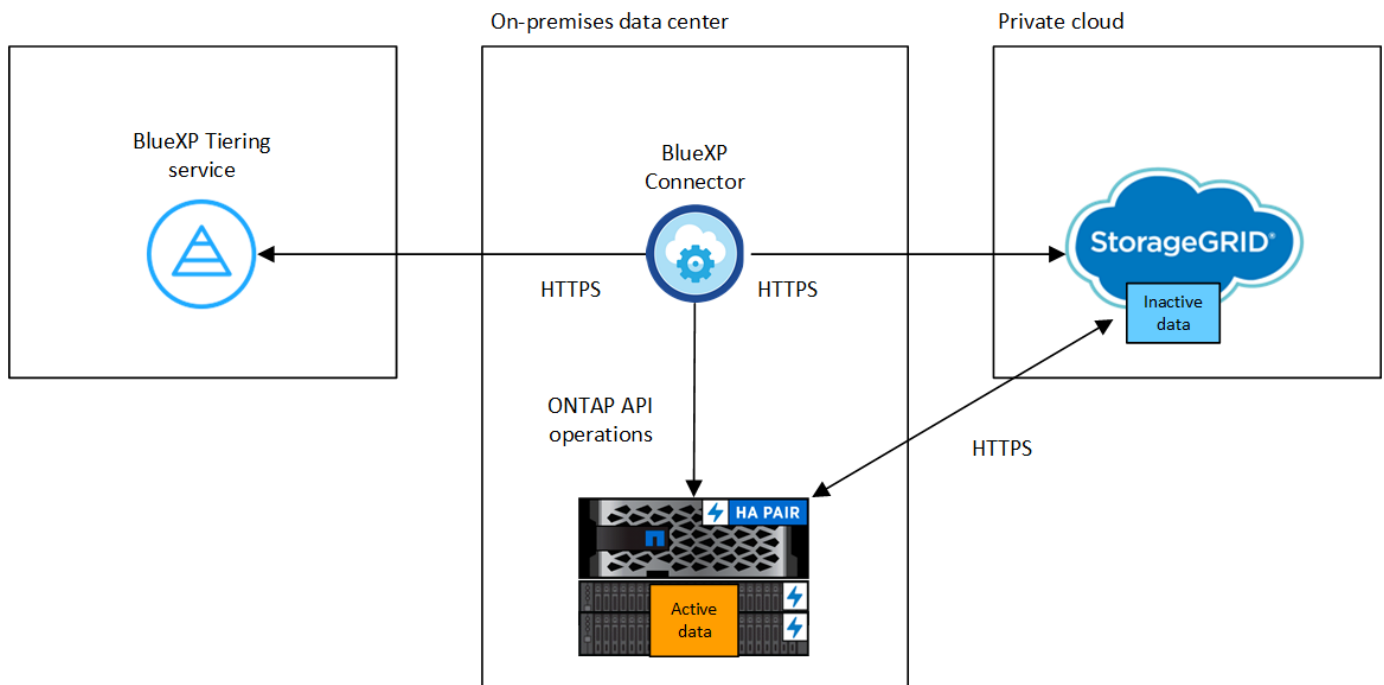 On-premises data center
Private cloud
BlueXP Tiering
service
BlueXP
Connector
StorageGRID®
Inactive
data
HTTPS
HTTPS
ONTAP API
operations
HTTPS
HA PAIR
Active
data